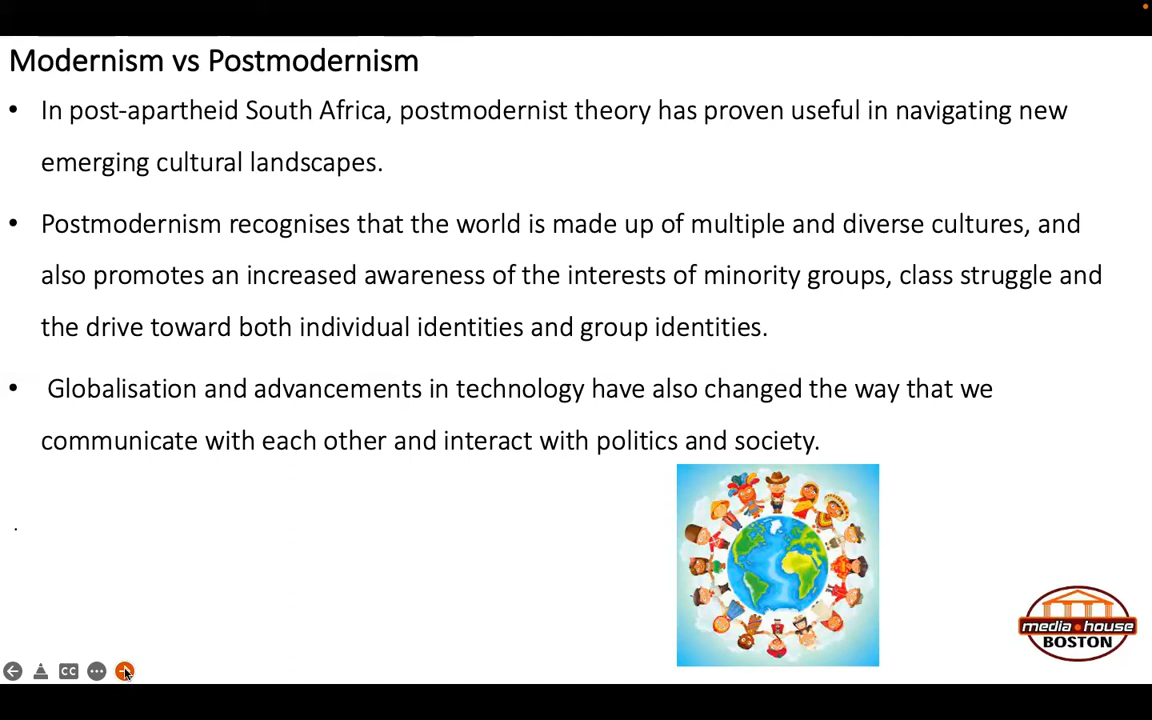 Modernism vs Postmodernism
• In post-apartheid South Africa, postmodernist theory has proven useful in navigating new
emerging cultural landscapes.
• Postmodernism recognises that the world is made up of multiple and diverse cultures, and
also promotes an increased awareness of the interests of minority groups, class struggle and
the drive toward both individual identities and group identities.
• Globalisation and advancements in technology have also changed the way that we
communicate with each other and interact with politics and society.
.
media•house
BOSTON
CC